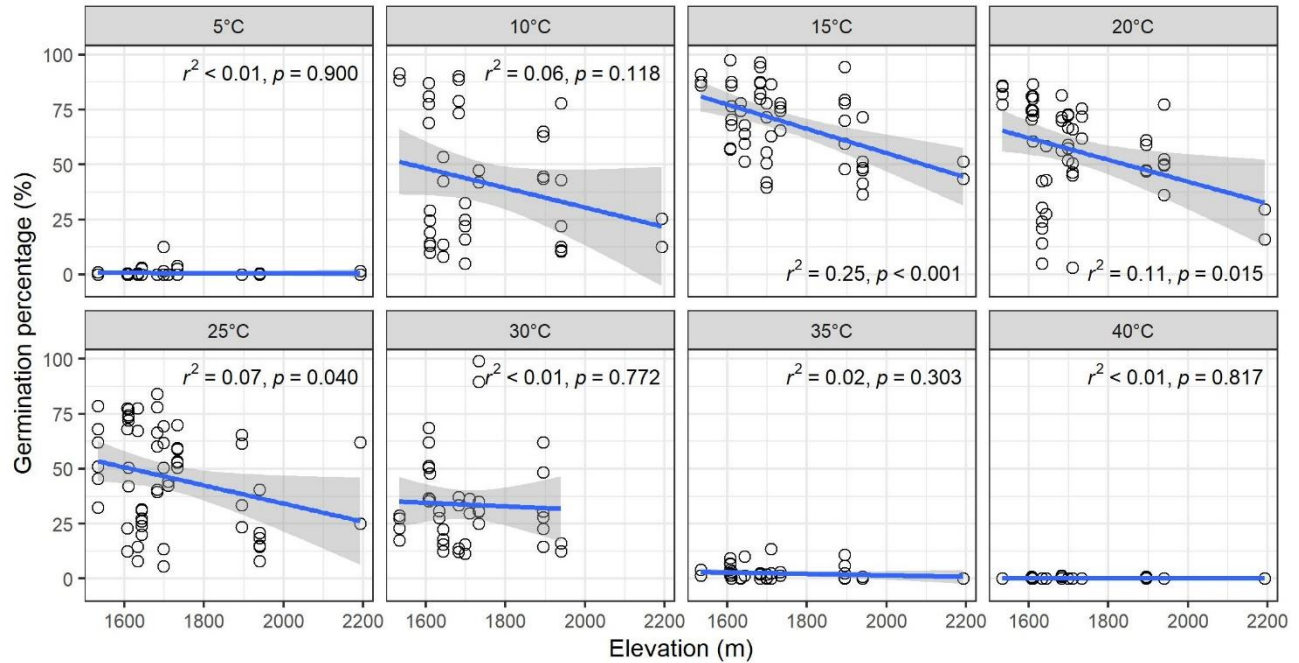 5°C 10°C 15°C 20°C
r² < 0.01, p = 0.900
r² = 0.06, p = 0.118
r² = 0.25, p < 0.001
r² = 0.11, p = 0.015
100
75
50
25
0
25°C 30°C 35°C 40°C
r² = 0.07, p = 0.040
r² < 0.01, p = 0.772
r² = 0.02, p = 0.303
r² < 0.01, p = 0.817
100
75
50
25
0
1600 1800 2000 2200 1600 1800 2000 2200 1600 1800 2000 2200 1600 1800 2000 2200
Germination percentage (%)
Elevation (m)